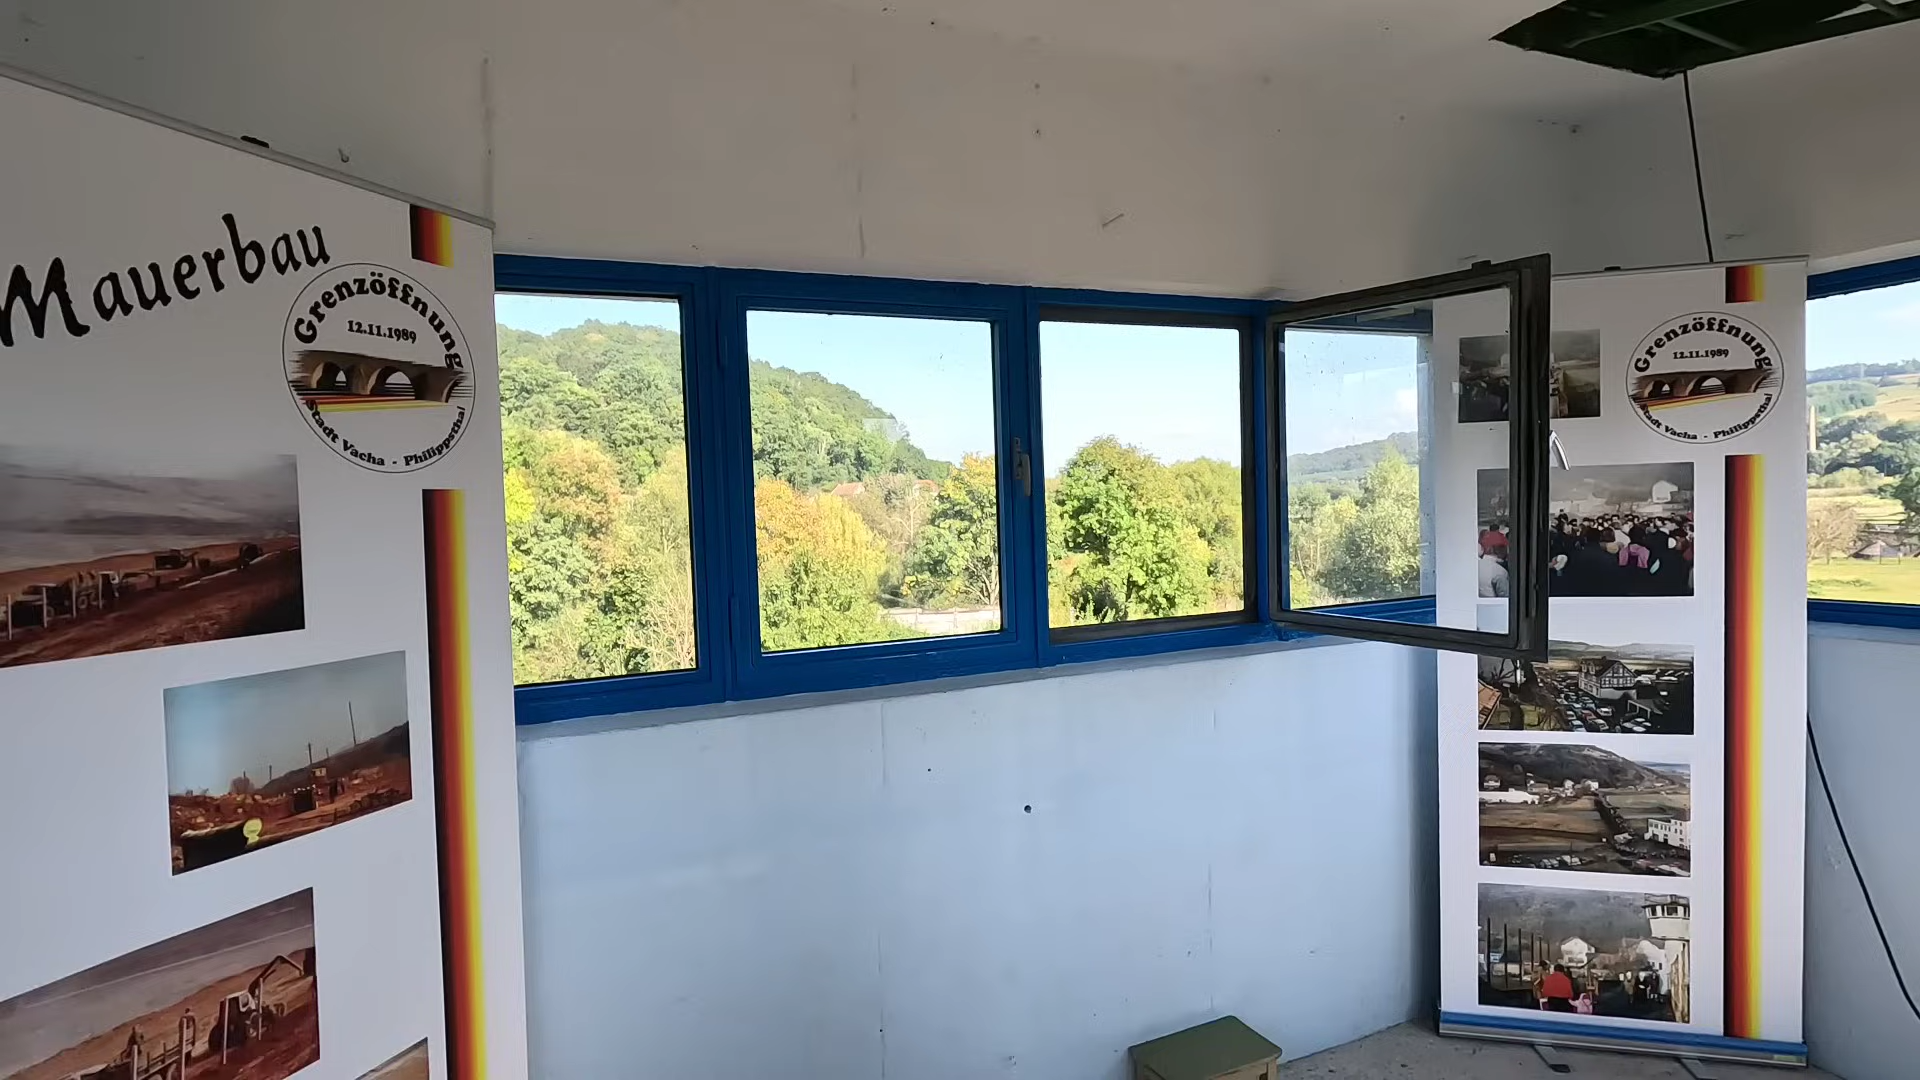 Mauerbau
Grenzöffnung
12.11.1989
Stadt Vacha - Philippsthal
Grenzöffnung
12.11.1989
Stadt Vacha - Philippsthal